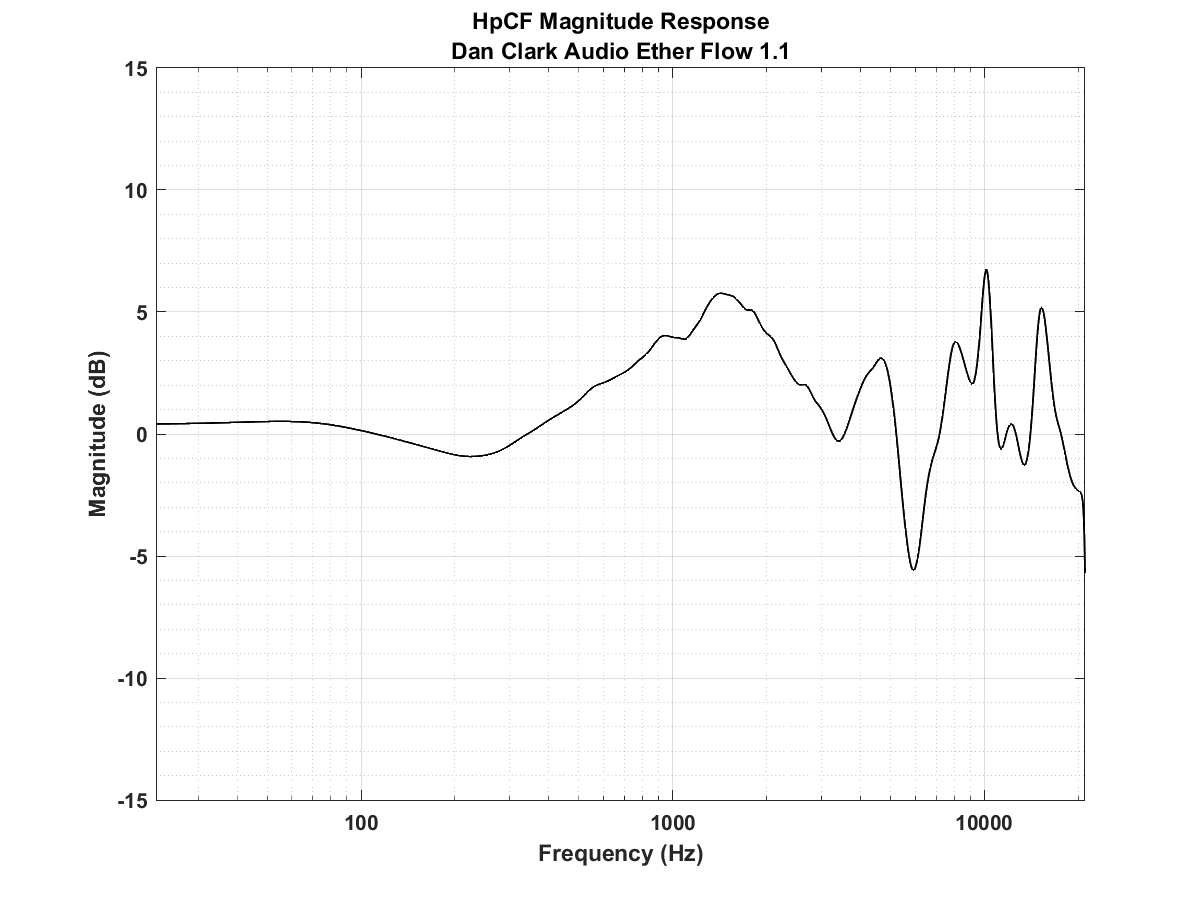 HpCF Magnitude Response
Dan Clark Audio Ether Flow 1.1
15
10
5
0
-5
-10
-15
Magnitude (dB)
100 1000 10000
Frequency (Hz)